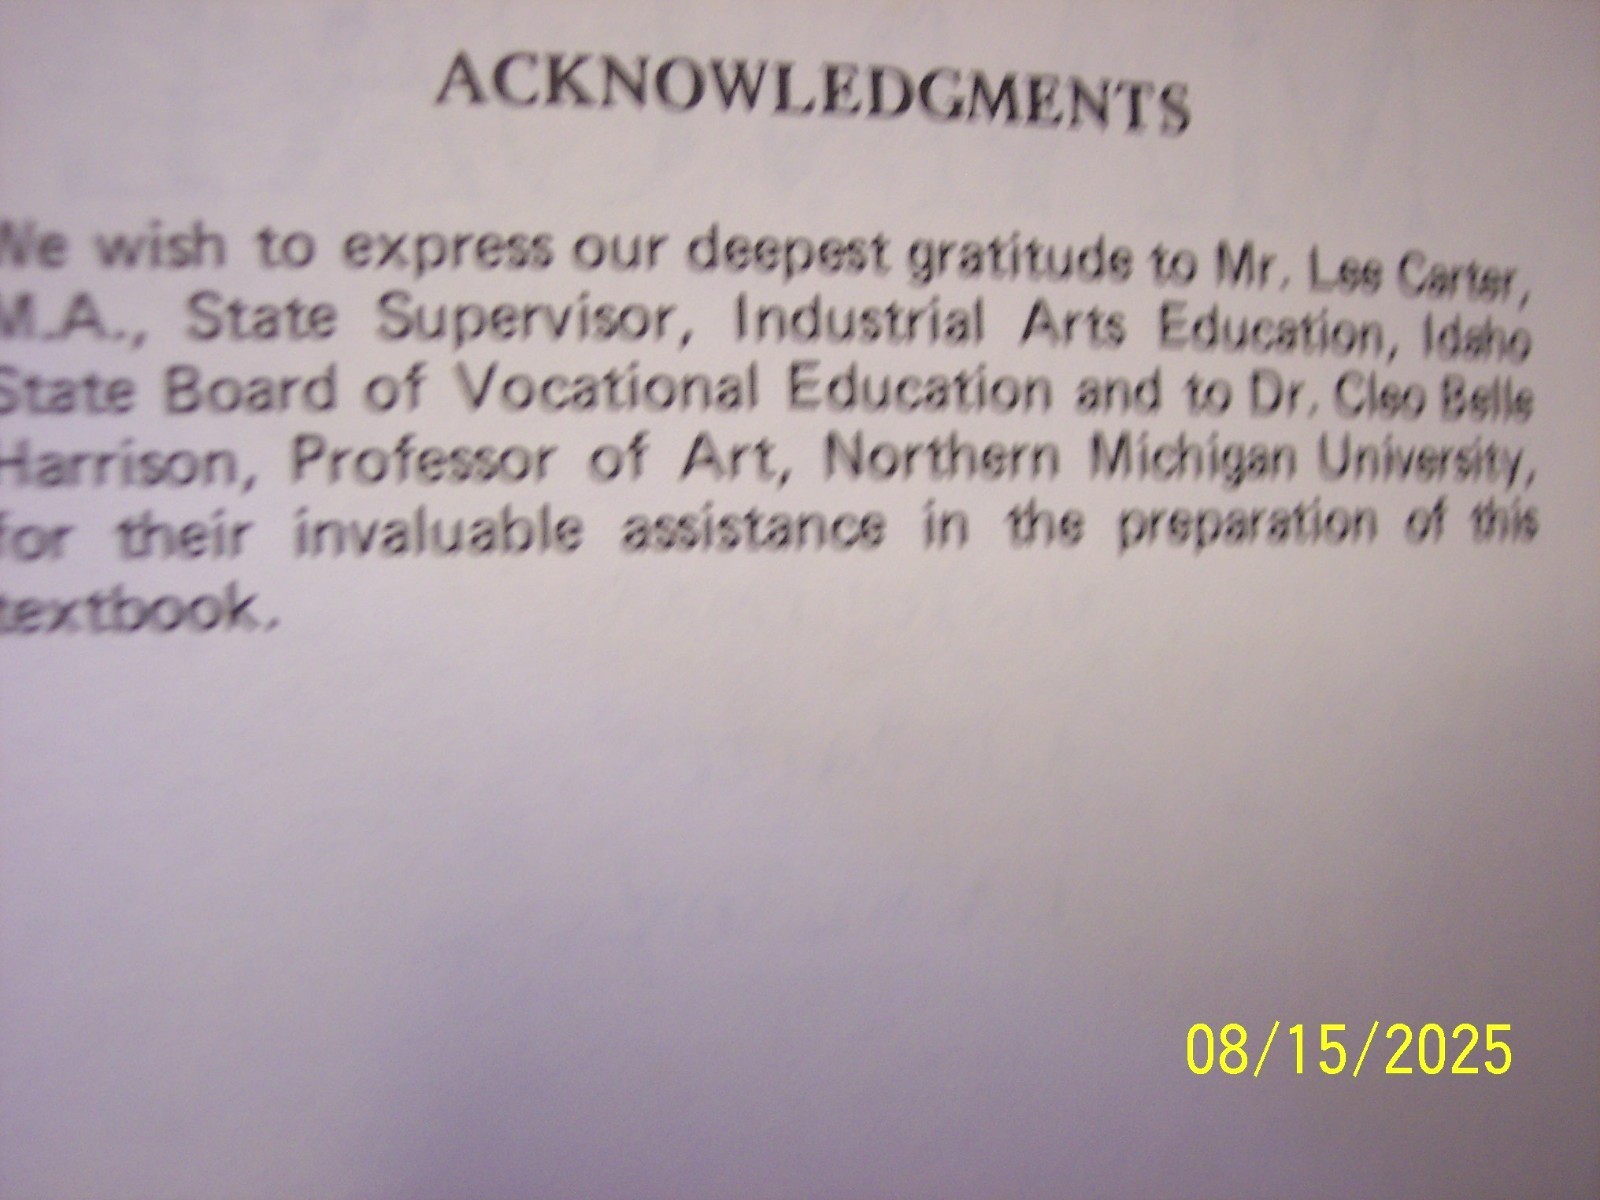 ACKNOWLEDGMENTS
We wish to express our deepest gratitude to Mr. Lee Carter,
M.A., State Supervisor, Industrial Arts Education, Idaho
State Board of Vocational Education and to Dr. Cleo Belle
Harrison, Professor of Art, Northern Michigan University,
for their invaluable assistance in the preparation of this
textbook.
08/15/2025